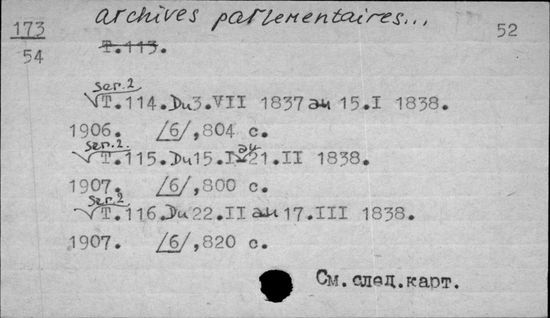 archives parlementaires...
173
54
52
T.113.
ser.2
T.114.Du3.VII 1837 au 15.I 1838.
1906. /6/,804 с.
ser.2.
T.115.Du15.I au 21.II 1838.
1907. /6/,800 с.
ser.2
T.116.Du22.II au 17.III 1838.
1907. /6/,820 с.
См.след.карт.